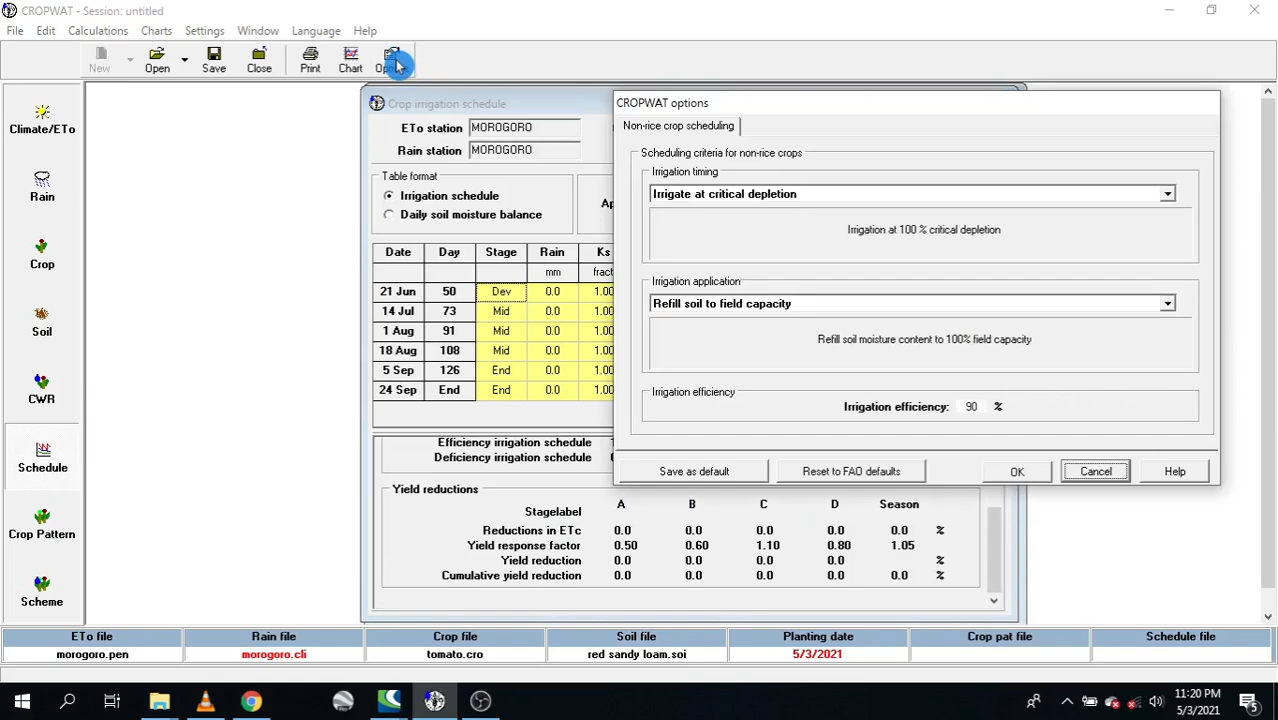 CROPWAT - Session: untitled
File Edit Calculations Charts Settings Window Language Help
New Open Save Close Print Chart
Climate/ETo
Rain
Crop
Soil
CWR
Schedule
Crop Pattern
Scheme
Crop irrigation schedule
ETo station MOROGORO
Rain station MOROGORO
Table format
Irrigation schedule
Daily soil moisture balance
Date Day Stage Rain Ks
mm fract
21 Jun 50 Dev 0.0 1.00
14 Jul 73 Mid 0.0 1.00
1 Aug 91 Mid 0.0 1.00
18 Aug 108 Mid 0.0 1.00
5 Sep 126 End 0.0 1.00
24 Sep End End 0.0 1.00
Efficiency irrigation schedule
Deficiency irrigation schedule
Yield reductions
Stagelabel A B C D Season
Reductions in ETc 0.0 0.0 0.0 0.0 0.0 %
Yield response factor 0.50 0.60 1.10 0.80 1.05
Yield reduction 0.0 0.0 0.0 0.0 %
Cumulative yield reduction 0.0 0.0 0.0 0.0 0.0 %
CROPWAT options
Non-rice crop scheduling
Scheduling criteria for non-rice crops
Irrigation timing
Irrigate at critical depletion
Irrigation at 100 % critical depletion
Irrigation application
Refill soil to field capacity
Refill soil moisture content to 100% field capacity
Irrigation efficiency
Irrigation efficiency: 90 %
Save as default Reset to FAO defaults OK Cancel Help
ETo file Rain file Crop file Soil file Planting date Crop pat file Schedule file
morogoro.pen morogoro.cli tomato.cro red sandy loam.soi 5/3/2021
11:20 PM
5/3/2021
5